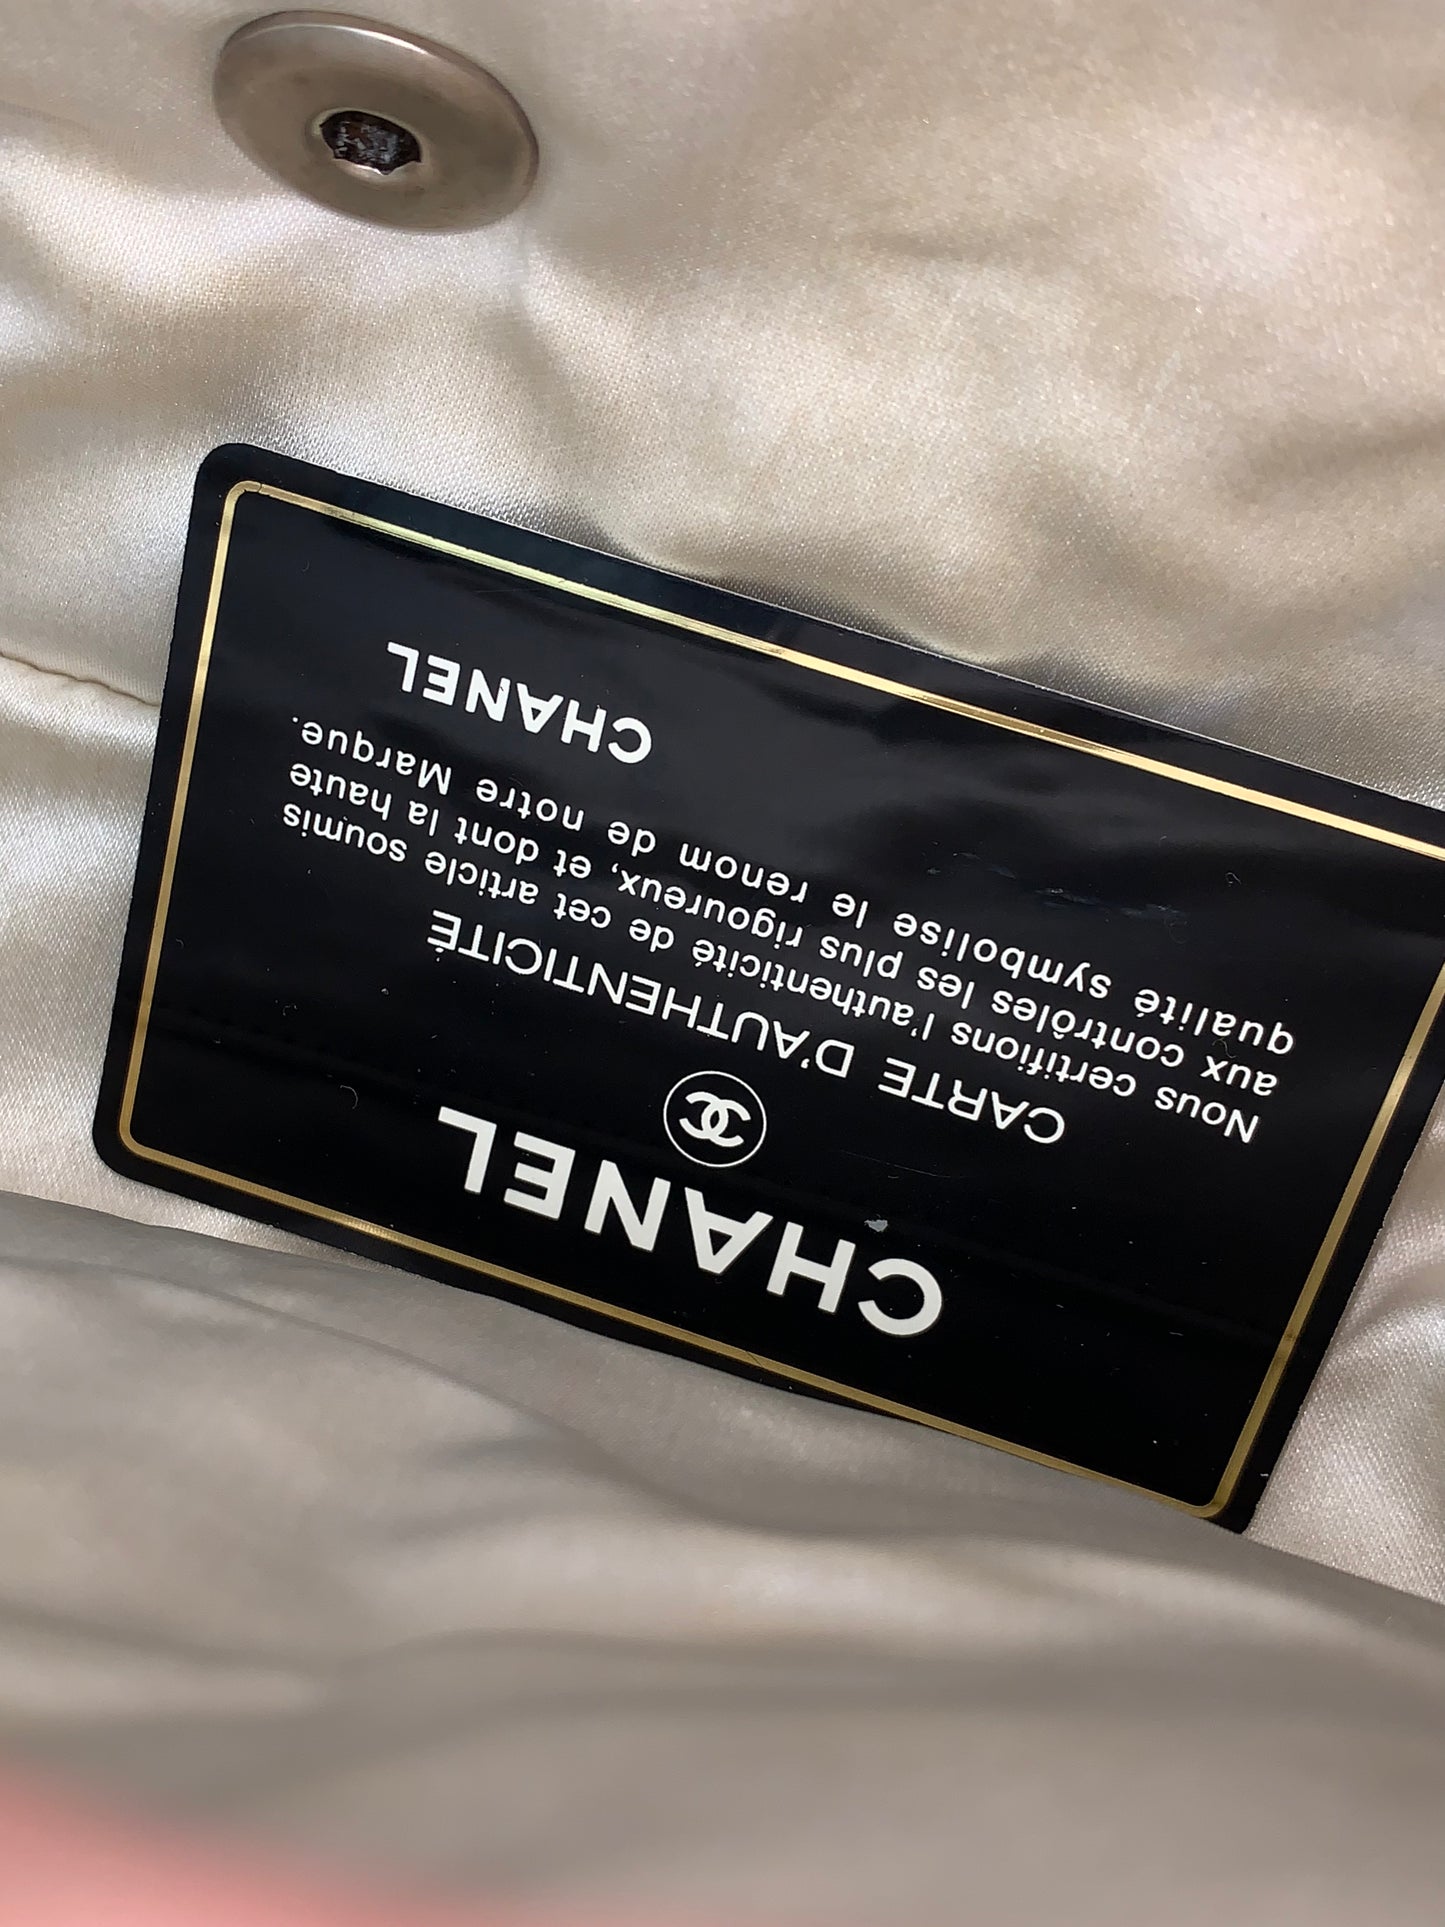 CHANEL
CARTE D'AUTHENTICITÉ
Nous certifions l'authenticité de cet article soumis
aux contrôles les plus rigoureux, et dont la haute
qualité symbolise le renom de notre Marque.
CHANEL